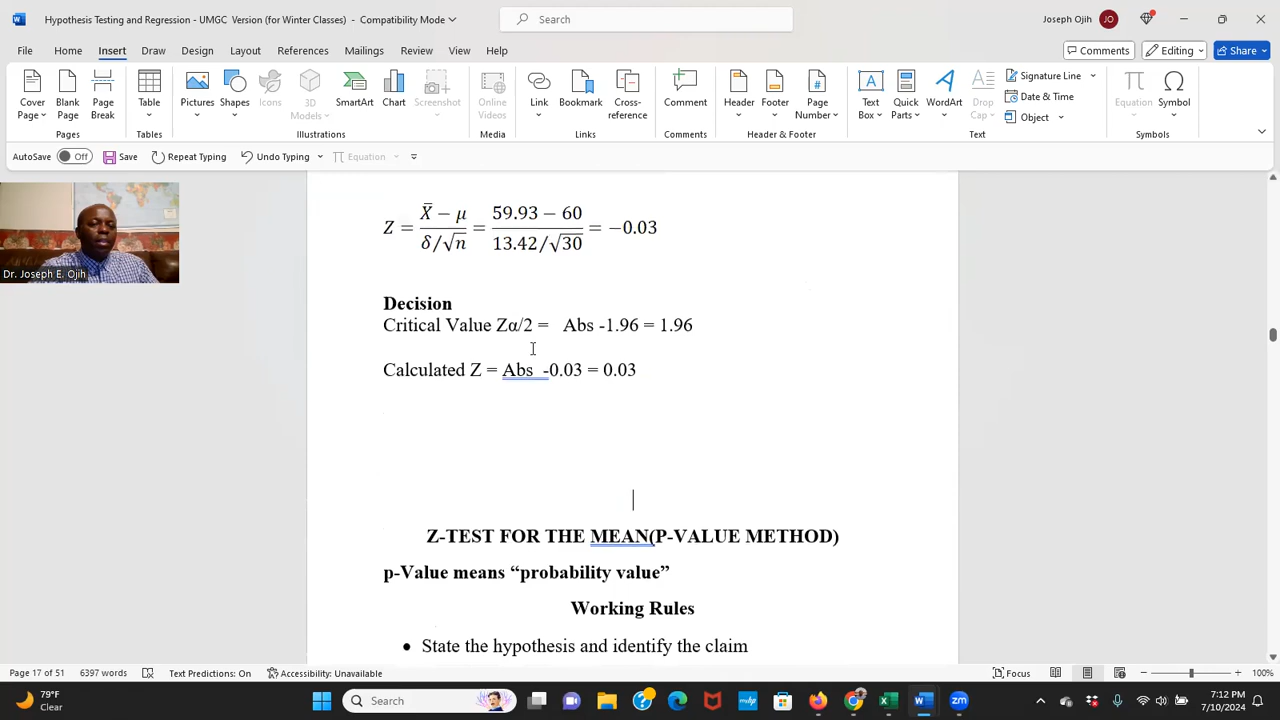 Hypothesis Testing and Regression - UMGC Version (for Winter Classes) - Compatibility Mode
Search
Joseph Ojih
JO
File Home Insert Draw Design Layout References Mailings Review View Help
Comments Editing Share
Cover Page
Blank Page
Page Break
Table
Pictures
Shapes
Icons
3D Models
SmartArt
Chart
Screenshot
Online Videos
Link
Bookmark
Cross-reference
Comment
Header
Footer
Page Number
Text Box
Quick Parts
WordArt
Drop Cap
Signature Line
Date & Time
Object
Equation
Symbol
Pages Tables Illustrations Media Links Comments Header & Footer Text Symbols
AutoSave Off Save Repeat Typing Undo Typing Equation
Dr. Joseph E. Ojih
Z = X̄ − μ / δ/√n = 59.93 − 60 / 13.42/√30 = −0.03
Decision
Critical Value Zα/2 = Abs -1.96 = 1.96
Calculated Z = Abs -0.03 = 0.03
Z-TEST FOR THE MEAN(P-VALUE METHOD)
p-Value means “probability value”
Working Rules
• State the hypothesis and identify the claim
Page 17 of 51 6397 words Text Predictions: On Accessibility: Unavailable Focus 100%
79°F
Clear
Search
mhp
7:12 PM
7/10/2024